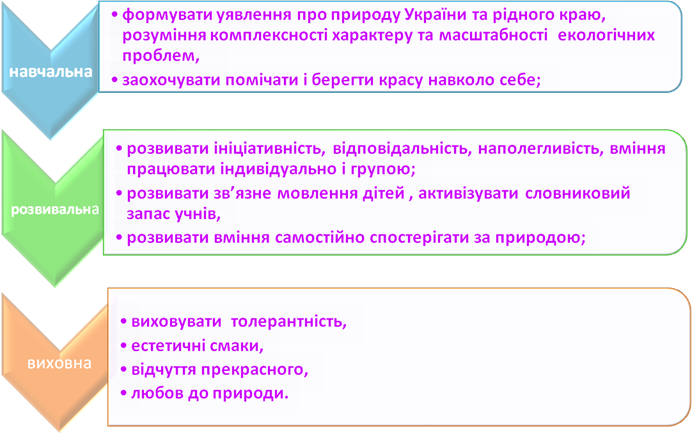 навчальна
• формувати уявлення про природу України та рідного краю,
розуміння комплексності характеру та масштабності екологічних
проблем,
• заохочувати помічати і берегти красу навколо себе;
розвивальна
• розвивати ініціативність, відповідальність, наполегливість, вміння
працювати індивідуально і групою;
• розвивати зв’язне мовлення дітей , активізувати словниковий
запас учнів,
• розвивати вміння самостійно спостерігати за природою;
виховна
• виховувати толерантність,
• естетичні смаки,
• відчуття прекрасного,
• любов до природи.